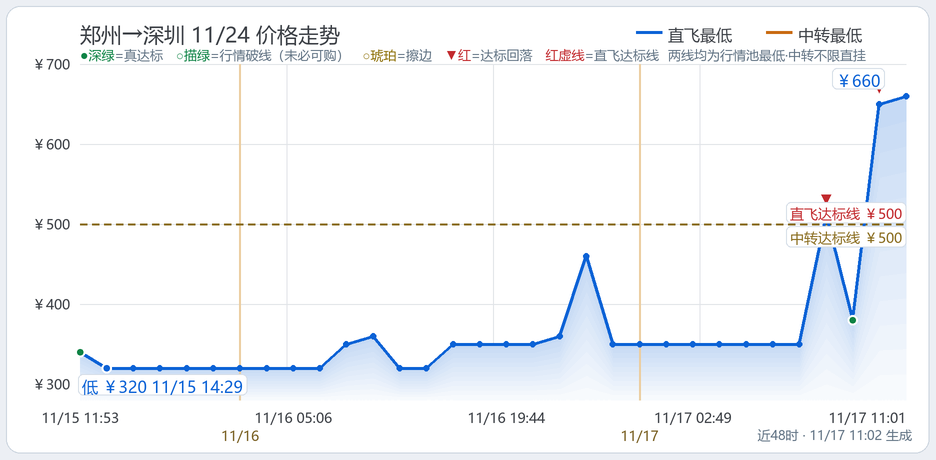 郑州→深圳 11/24 价格走势
直飞最低 中转最低
●深绿=真达标 ○描绿=行情破线（未必可购） ○琥珀=擦边 ▼红=达标回落 红虚线=直飞达标线 两线均为行情池最低·中转不限直挂
¥700
¥660
¥600
直飞达标线 ¥500
¥500
中转达标线 ¥500
¥400
¥300
低 ¥320 11/15 14:29
11/15 11:53 11/16 05:06 11/16 19:44 11/17 02:49 11/17 11:01
11/16 11/17
近48时 · 11/17 11:02 生成